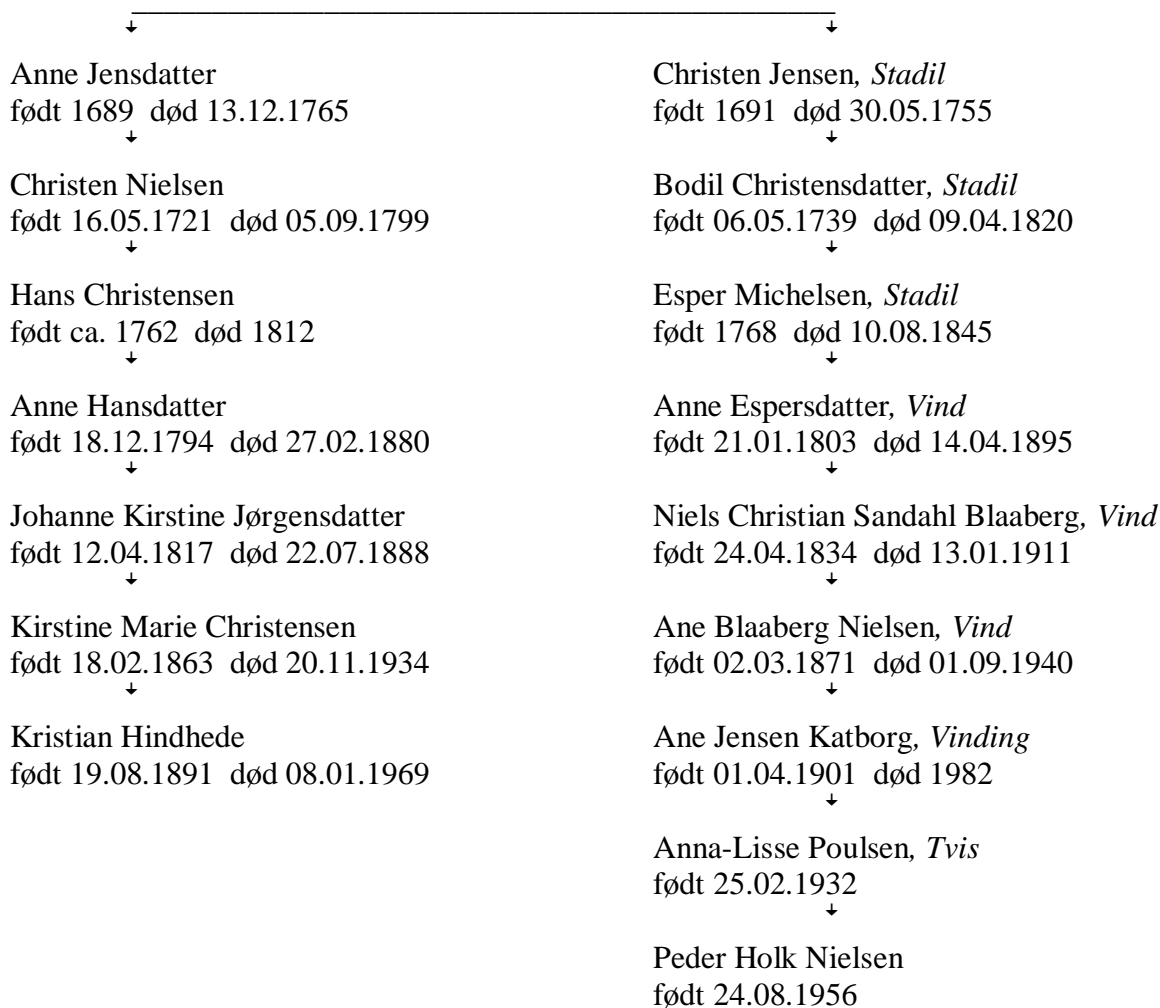 Anne Jensdatter
født 1689 død 13.12.1765
Christen Nielsen
født 16.05.1721 død 05.09.1799
Hans Christensen
født ca. 1762 død 1812
Anne Hansdatter
født 18.12.1794 død 27.02.1880
Johanne Kirstine Jørgensdatter
født 12.04.1817 død 22.07.1888
Kirstine Marie Christensen
født 18.02.1863 død 20.11.1934
Kristian Hindhede
født 19.08.1891 død 08.01.1969
Christen Jensen, Stadil
født 1691 død 30.05.1755
Bodil Christensdatter, Stadil
født 06.05.1739 død 09.04.1820
Esper Michelsen, Stadil
født 1768 død 10.08.1845
Anne Espersdatter, Vind
født 21.01.1803 død 14.04.1895
Niels Christian Sandahl Blaaberg, Vind
født 24.04.1834 død 13.01.1911
Ane Blaaberg Nielsen, Vind
født 02.03.1871 død 01.09.1940
Ane Jensen Katborg, Vinding
født 01.04.1901 død 1982
Anna-Lisse Poulsen, Tvis
født 25.02.1932
Peder Holk Nielsen
født 24.08.1956